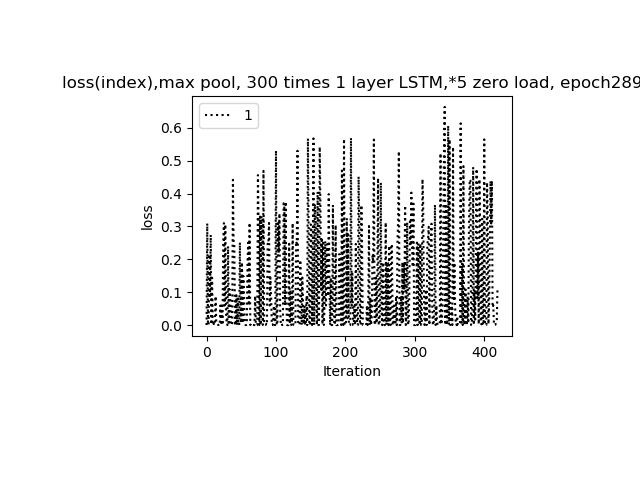 loss(index),max pool, 300 times 1 layer LSTM,*5 zero load, epoch289
1
0.6
0.5
0.4
0.3
0.2
0.1
0.0
loss
0 100 200 300 400
Iteration